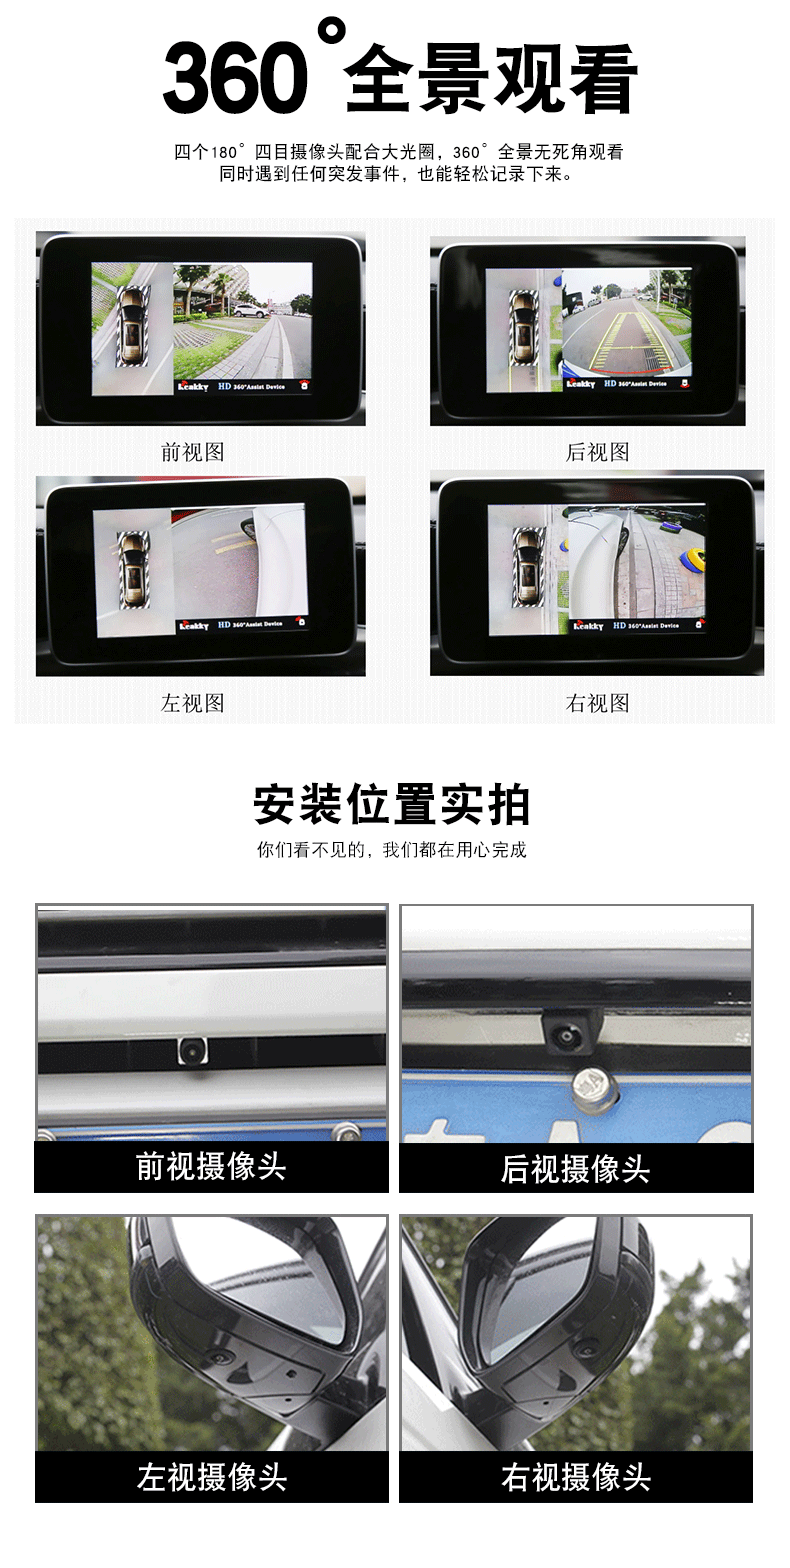 360°全景观看
四个180°四目摄像头配合大光圈，360°全景无死角观看
同时遇到任何突发事件，也能轻松记录下来。
Keakky HD 360°Assist Device
Keakky HD 360°Assist Device
前视图
后视图
Keakky HD 360°Assist Device
Keakky HD 360°Assist Device
左视图
右视图
安装位置实拍
你们看不见的，我们都在用心完成
前视摄像头
后视摄像头
左视摄像头
右视摄像头